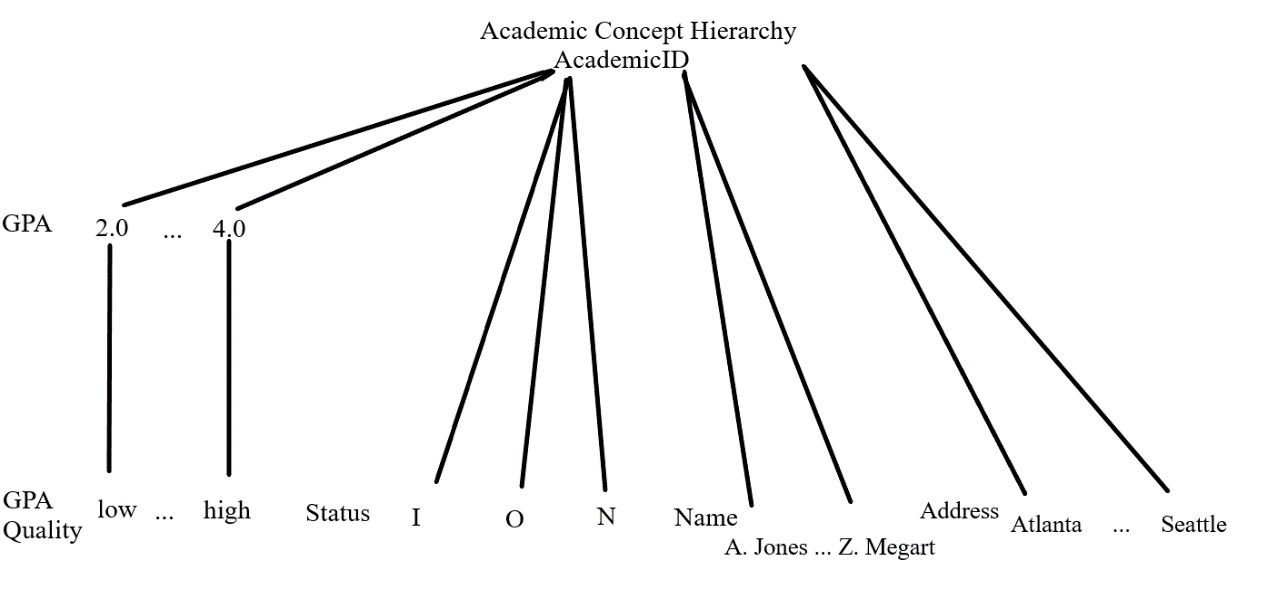 Academic Concept Hierarchy
AcademicID
GPA 2.0 ... 4.0
GPA Quality low ... high Status I O N Name Address Atlanta ... Seattle
A. Jones ... Z. Megart